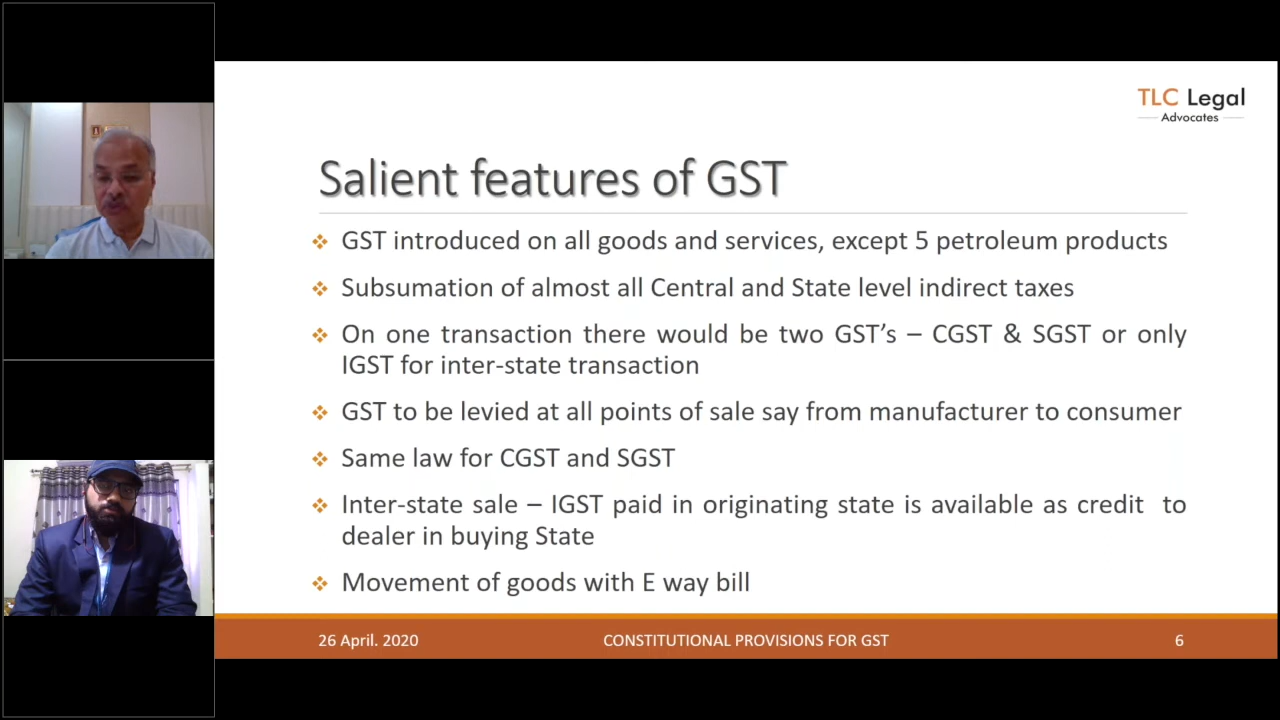 TLC Legal
Advocates
Salient features of GST
GST introduced on all goods and services, except 5 petroleum products
Subsumation of almost all Central and State level indirect taxes
On one transaction there would be two GST’s – CGST & SGST or only
IGST for inter-state transaction
GST to be levied at all points of sale say from manufacturer to consumer
Same law for CGST and SGST
Inter-state sale – IGST paid in originating state is available as credit to
dealer in buying State
Movement of goods with E way bill
26 April. 2020
CONSTITUTIONAL PROVISIONS FOR GST
6